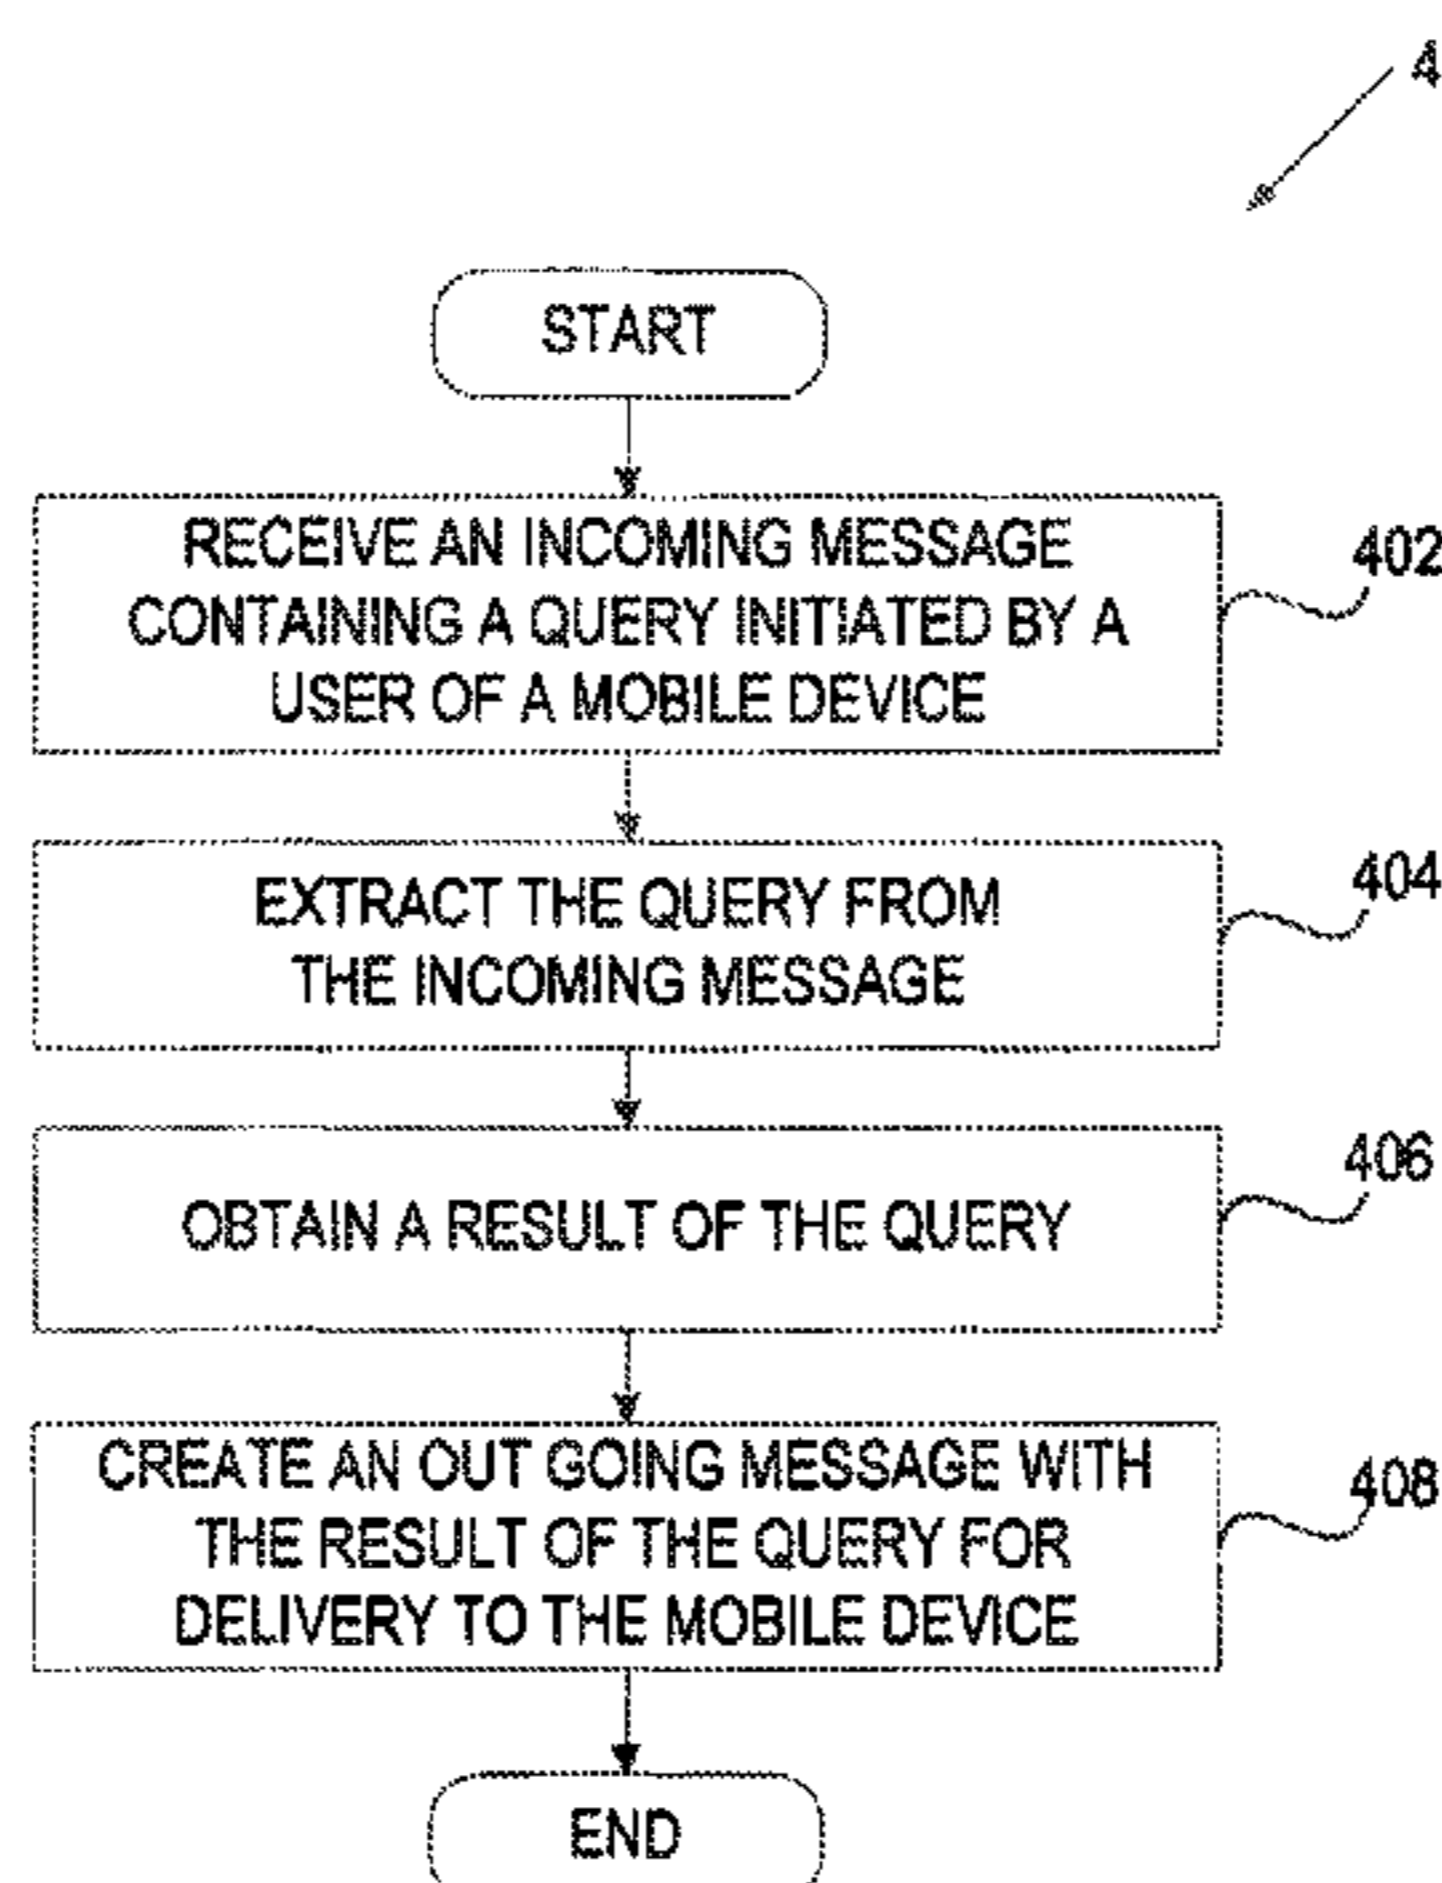 4
START
RECEIVE AN INCOMING MESSAGE
CONTAINING A QUERY INITIATED BY A
USER OF A MOBILE DEVICE
402
EXTRACT THE QUERY FROM
THE INCOMING MESSAGE
404
OBTAIN A RESULT OF THE QUERY
406
CREATE AN OUT GOING MESSAGE WITH
THE RESULT OF THE QUERY FOR
DELIVERY TO THE MOBILE DEVICE
408
END